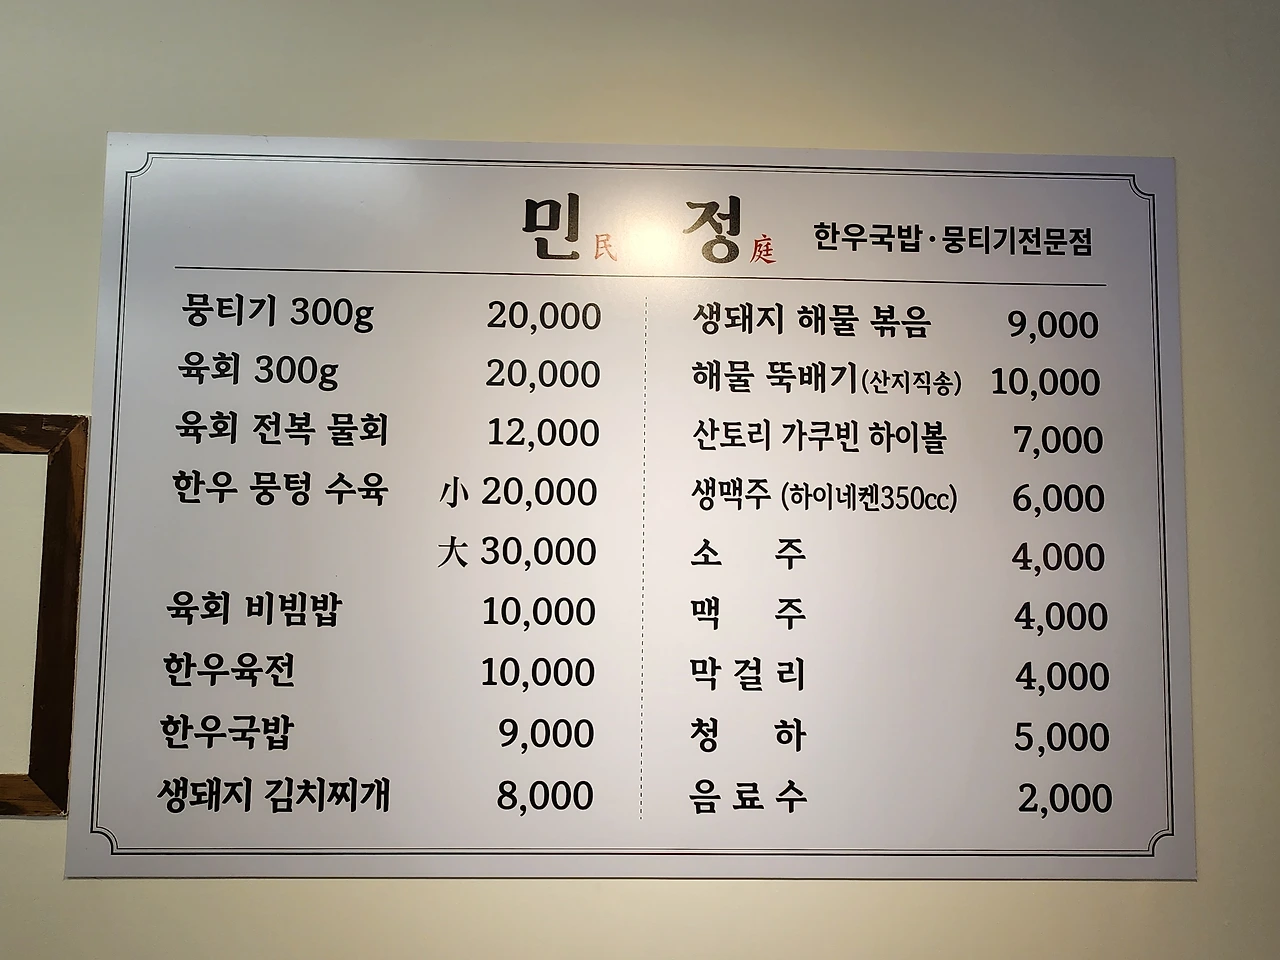 민民 정庭 한우국밥·뭉티기전문점
뭉티기 300g 20,000
육회 300g 20,000
육회 전복 물회 12,000
한우 뭉텅 수육 小 20,000
大 30,000
육회 비빔밥 10,000
한우육전 10,000
한우국밥 9,000
생돼지 김치찌개 8,000
생돼지 해물 볶음 9,000
해물 뚝배기(산지직송) 10,000
산토리 가쿠빈 하이볼 7,000
생맥주 (하이네켄350cc) 6,000
소 주 4,000
맥 주 4,000
막 걸 리 4,000
청 하 5,000
음 료 수 2,000